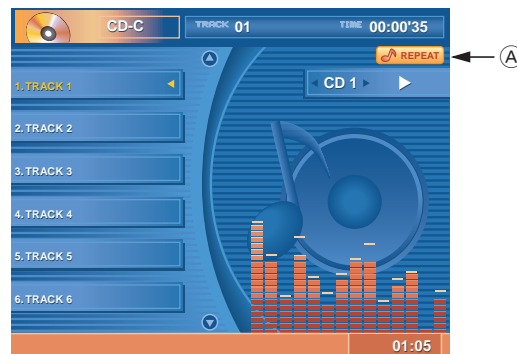 CD-C TRACK 01 TIME 00:00'35
REPEAT A
CD 1
1. TRACK 1
2. TRACK 2
3. TRACK 3
4. TRACK 4
5. TRACK 5
6. TRACK 6
01:05